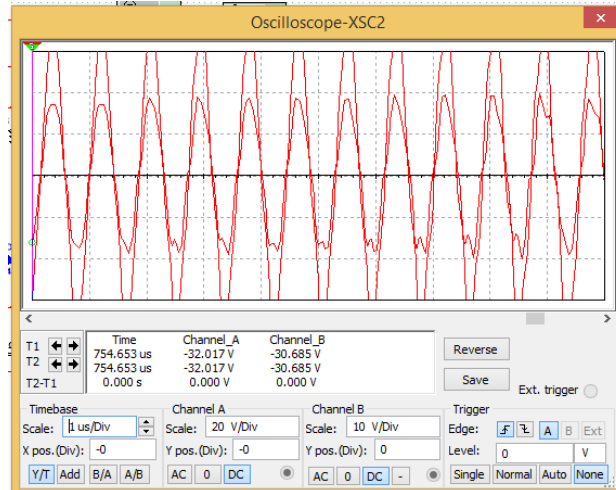 Oscilloscope-XSC2
×
T1
T2
T2-T1
Time Channel_A Channel_B
754.653 us -32.017 V -30.685 V
754.653 us -32.017 V -30.685 V
0.000 s 0.000 V 0.000 V
Reverse
Save
Ext. trigger
Timebase
Scale: 1 us/Div
X pos.(Div): -0
Y/T Add B/A A/B
Channel A
Scale: 20 V/Div
Y pos.(Div): -0
AC 0 DC
Channel B
Scale: 10 V/Div
Y pos.(Div): 0
AC 0 DC -
Trigger
Edge: A B Ext
Level: 0 V
Single Normal Auto None